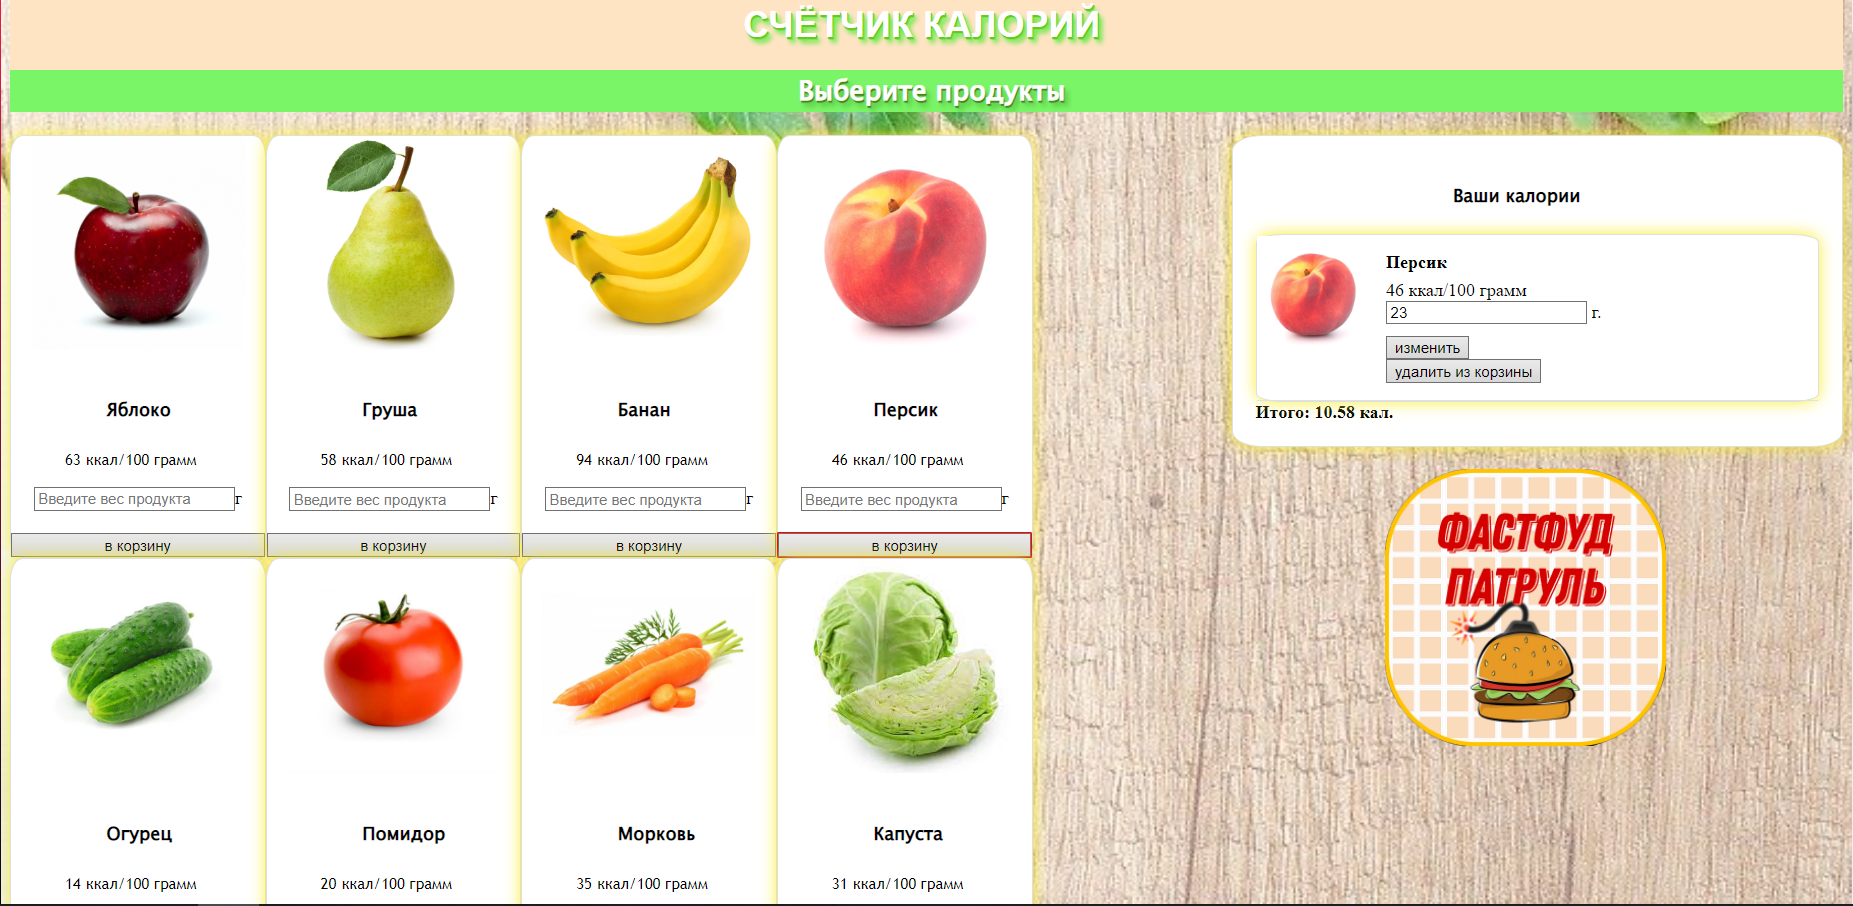 СЧЁТЧИК КАЛОРИЙ
Выберите продукты
Яблоко
63 ккал/100 грамм
Введите вес продукта г
в корзину
Груша
58 ккал/100 грамм
Введите вес продукта г
в корзину
Банан
94 ккал/100 грамм
Введите вес продукта г
в корзину
Персик
46 ккал/100 грамм
Введите вес продукта г
в корзину
Огурец
14 ккал/100 грамм
Помидор
20 ккал/100 грамм
Морковь
35 ккал/100 грамм
Капуста
31 ккал/100 грамм
Ваши калории
Персик
46 ккал/100 грамм
23 г.
изменить
удалить из корзины
Итого: 10.58 кал.
ФАСТФУД
ПАТРУЛЬ